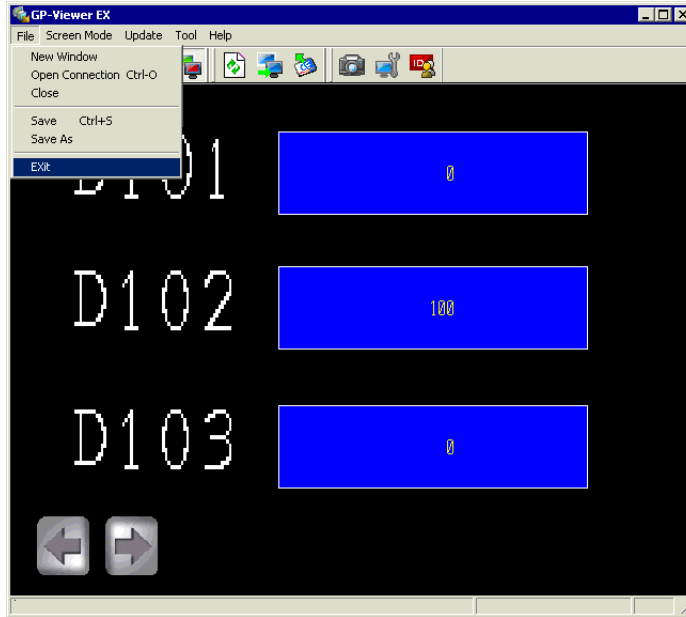 GP-Viewer EX
File Screen Mode Update Tool Help
New Window
Open Connection Ctrl-O
Close
Save Ctrl+S
Save As
EXit
D101 0
D102 100
D103 0